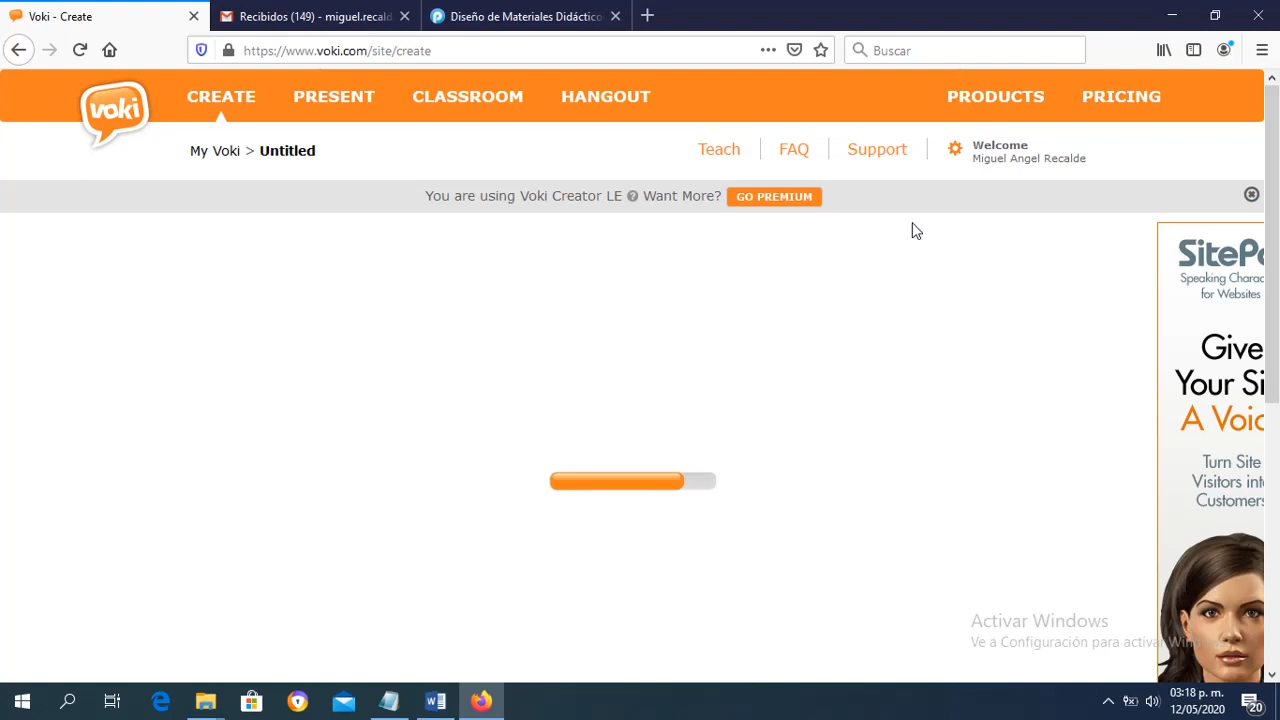 Voki - Create
Recibidos (149) - miguel.recald
Diseño de Materiales Didáctico
https://www.voki.com/site/create
Buscar
voki
CREATE
PRESENT
CLASSROOM
HANGOUT
PRODUCTS
PRICING
My Voki > Untitled
Teach
FAQ
Support
Welcome
Miguel Angel Recalde
You are using Voki Creator LE ? Want More? GO PREMIUM
SiteP
Speaking Charac
for Websites
Give
Your Si
A Voic
Turn Site
Visitors int
Customers
Activar Windows
Ve a Configuración para activar Windows
03:18 p. m.
12/05/2020
20